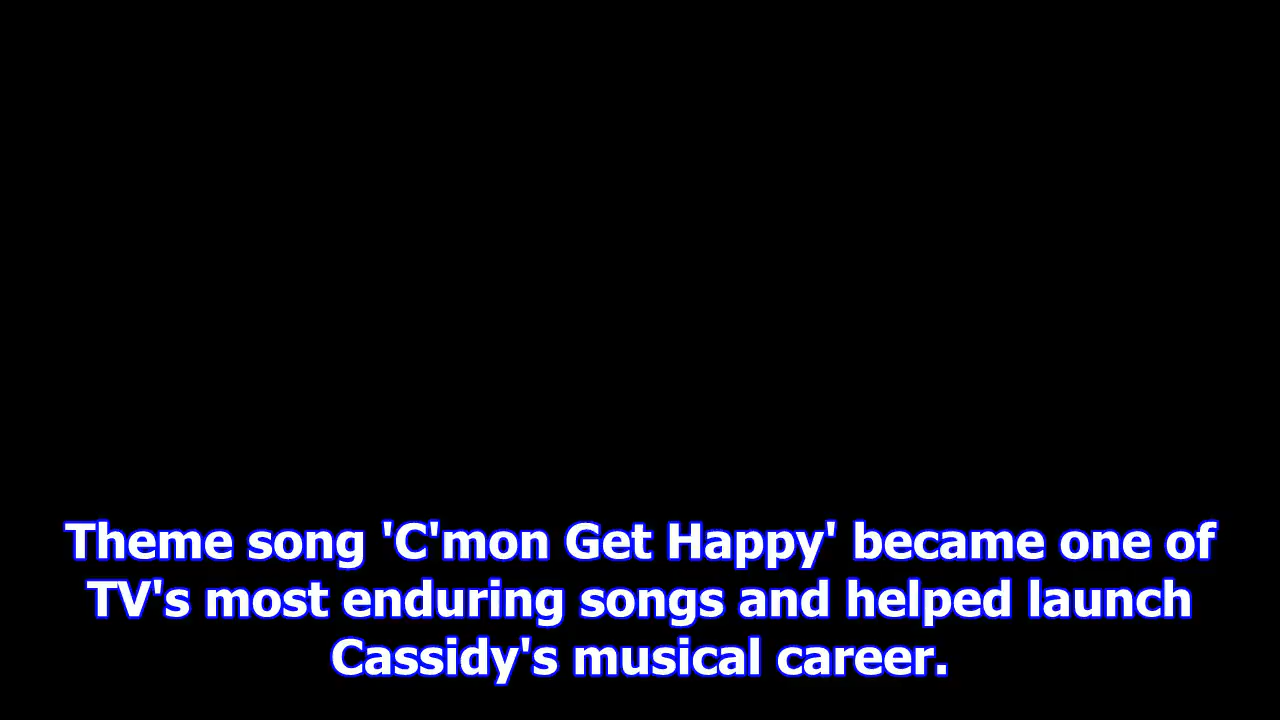 Theme song 'C'mon Get Happy' became one of
TV's most enduring songs and helped launch
Cassidy's musical career.